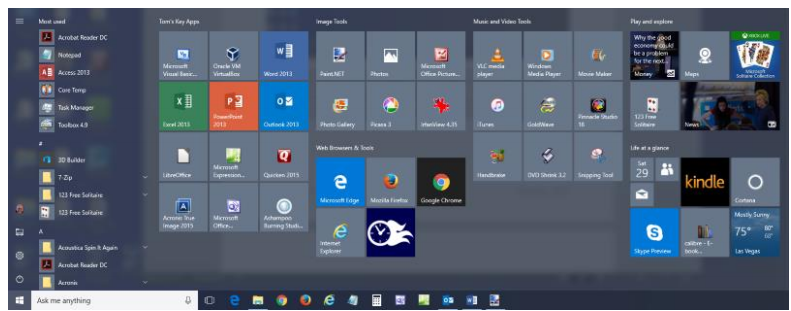 Most used
Acrobat Reader DC
Notepad
Access 2013
Core Temp
Task Manager
Toolbox 4.0
#
3D Builder
7-Zip
123 Free Solitaire
123 Free Solitaire
A
Acoustica Spin It Again
Acrobat Reader DC
Acronis
Tom's Key Apps
Microsoft
Visual Basic...
Oracle VM
VirtualBox
Word 2013
Excel 2013
PowerPoint
2013
Outlook 2013
LibreOffice
Microsoft
Expression...
Quicken 2015
Acronis True
Image 2015
Microsoft
Office...
Ashampoo
Burning Studi...
Image Tools
Paint.NET
Photos
Microsoft
Office Picture...
Photo Gallery
Picasa 3
IrfanView 4.35
Web Browsers & Tools
Microsoft Edge
Mozilla Firefox
Google Chrome
Internet
Explorer
Music and Video Tools
VLC media
player
Windows
Media Player
Movie Maker
iTunes
GoldWave
Pinnacle Studio
HandBrake
DVD Shrink 3.2
Snipping Tool
Play and explore
Why the good
economy could
be a problem
for the next...
Money
Maps
XBOX LIVE
Microsoft
Solitaire Collection
123 Free
Solitaire
News
Life at a glance
Sat
29
kindle
Cortana
Skype Preview
calibre - E-
book...
Mostly Sunny
75°
Las Vegas
Ask me anything